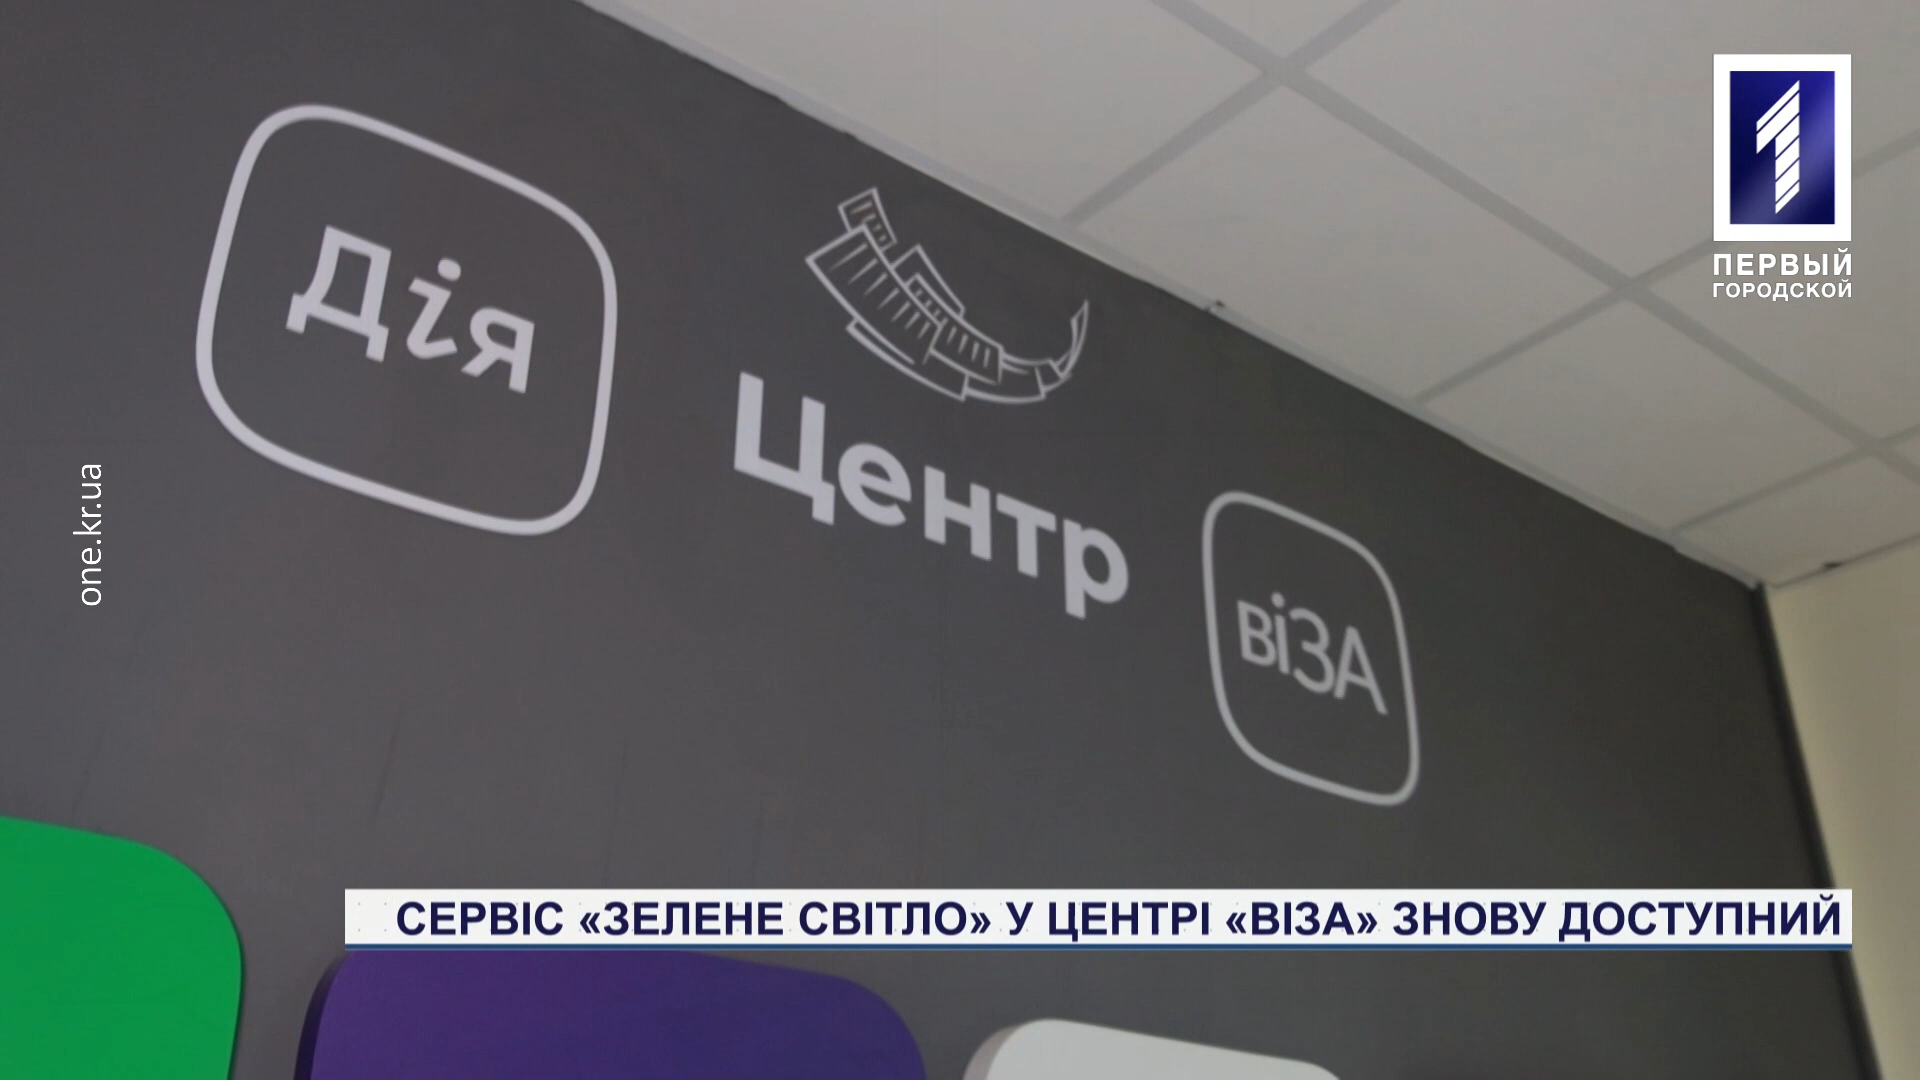 ПЕРВЫЙ
ГОРОДСКОЙ
Дія
Центр
віЗА
one.kr.ua
СЕРВІС «ЗЕЛЕНЕ СВІТЛО» У ЦЕНТРІ «ВІЗА» ЗНОВУ ДОСТУПНИЙ